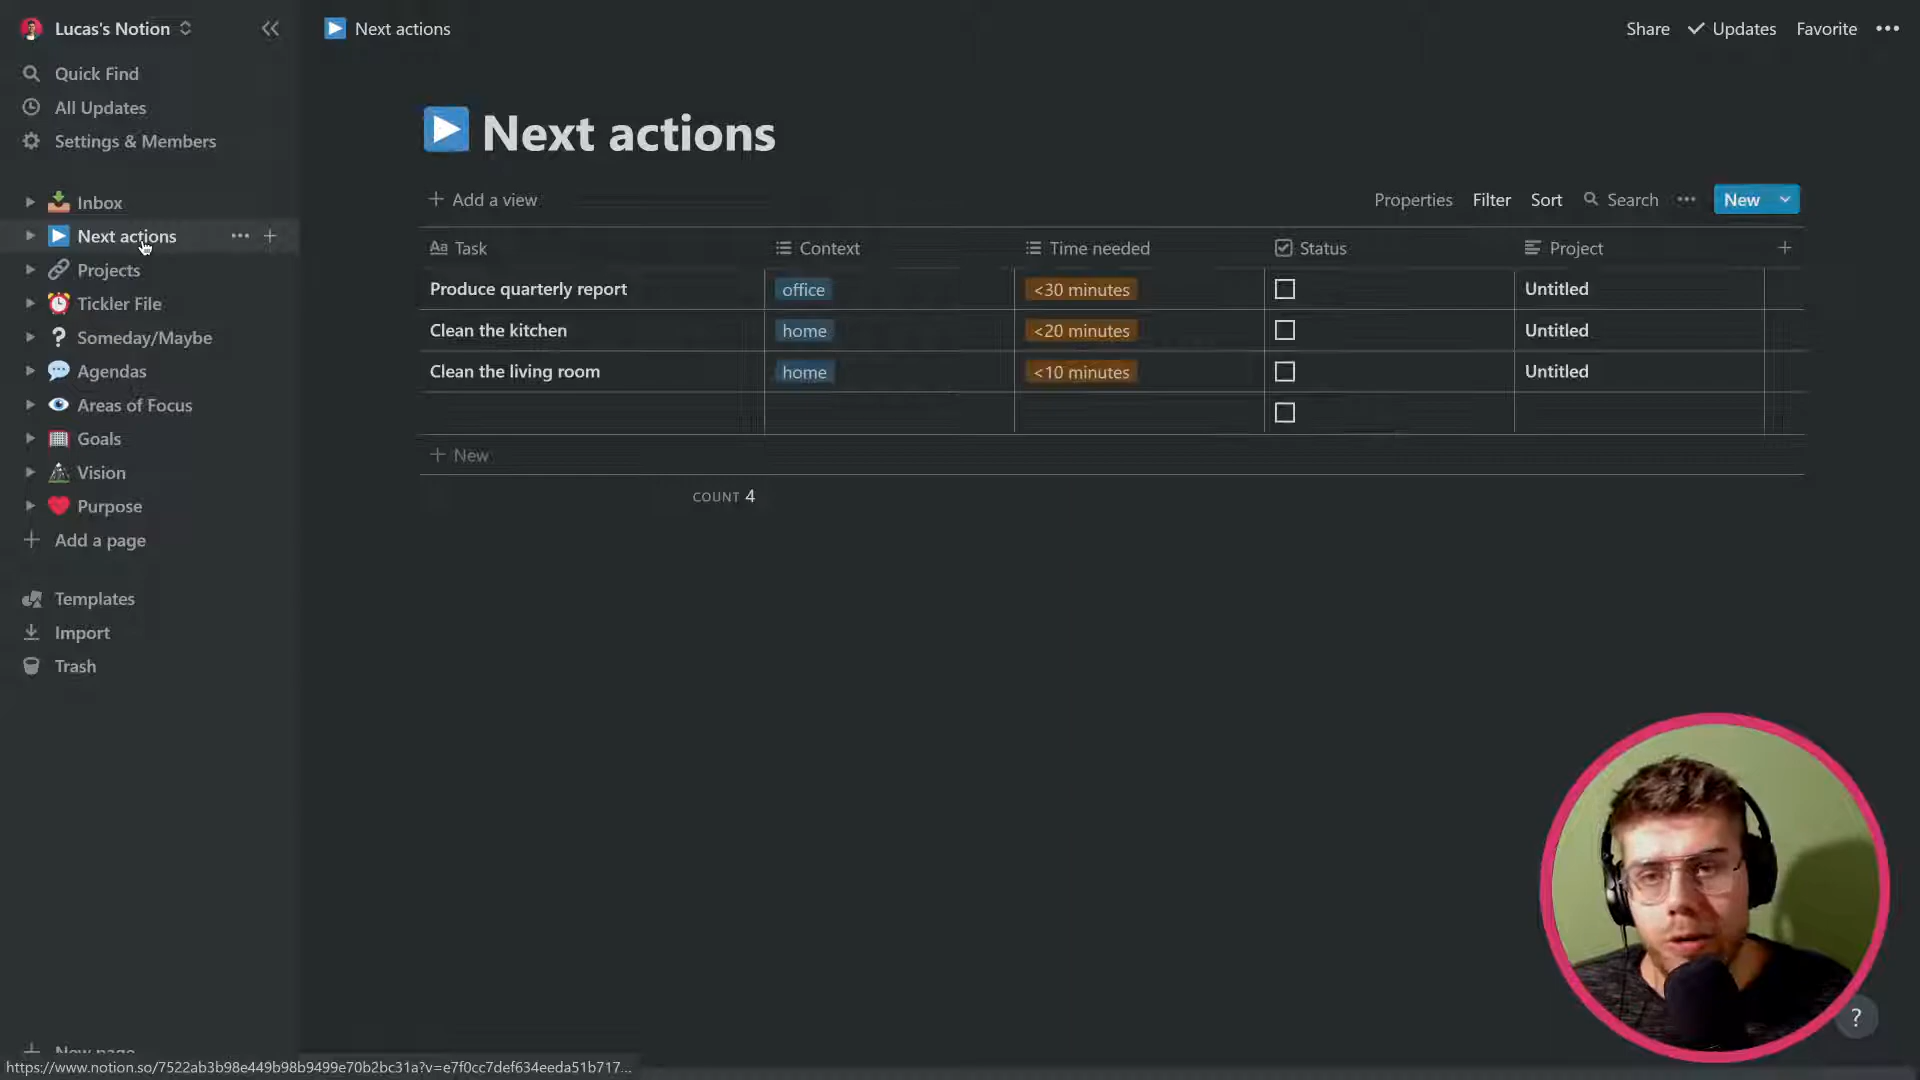 Lucas's Notion
Quick Find
All Updates
Settings & Members
Inbox
Next actions
Projects
Tickler File
Someday/Maybe
Agendas
Areas of Focus
Goals
Vision
Purpose
Add a page
Templates
Import
Trash
New page
https://www.notion.so/7522ab3b98e449b98b9499e70b2bc31a?v=e7f0cc7def634eeda51b717...
Next actions
Share Updates Favorite
Next actions
Add a view Properties Filter Sort Search New
Aa Task Context Time needed Status Project
Produce quarterly report office <30 minutes Untitled
Clean the kitchen home <20 minutes Untitled
Clean the living room home <10 minutes Untitled
New
COUNT 4
?